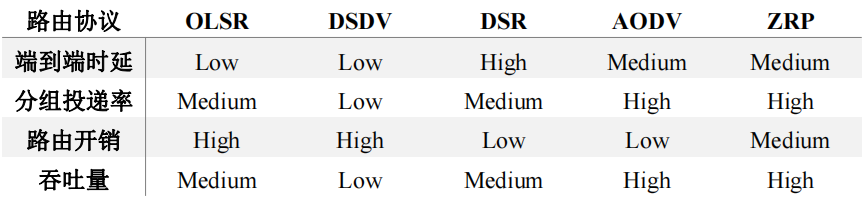 路由协议 OLSR DSDV DSR AODV ZRP
端到端时延 Low Low High Medium Medium
分组投递率 Medium Low Medium High High
路由开销 High High Low Low Medium
吞吐量 Medium Low Medium High High